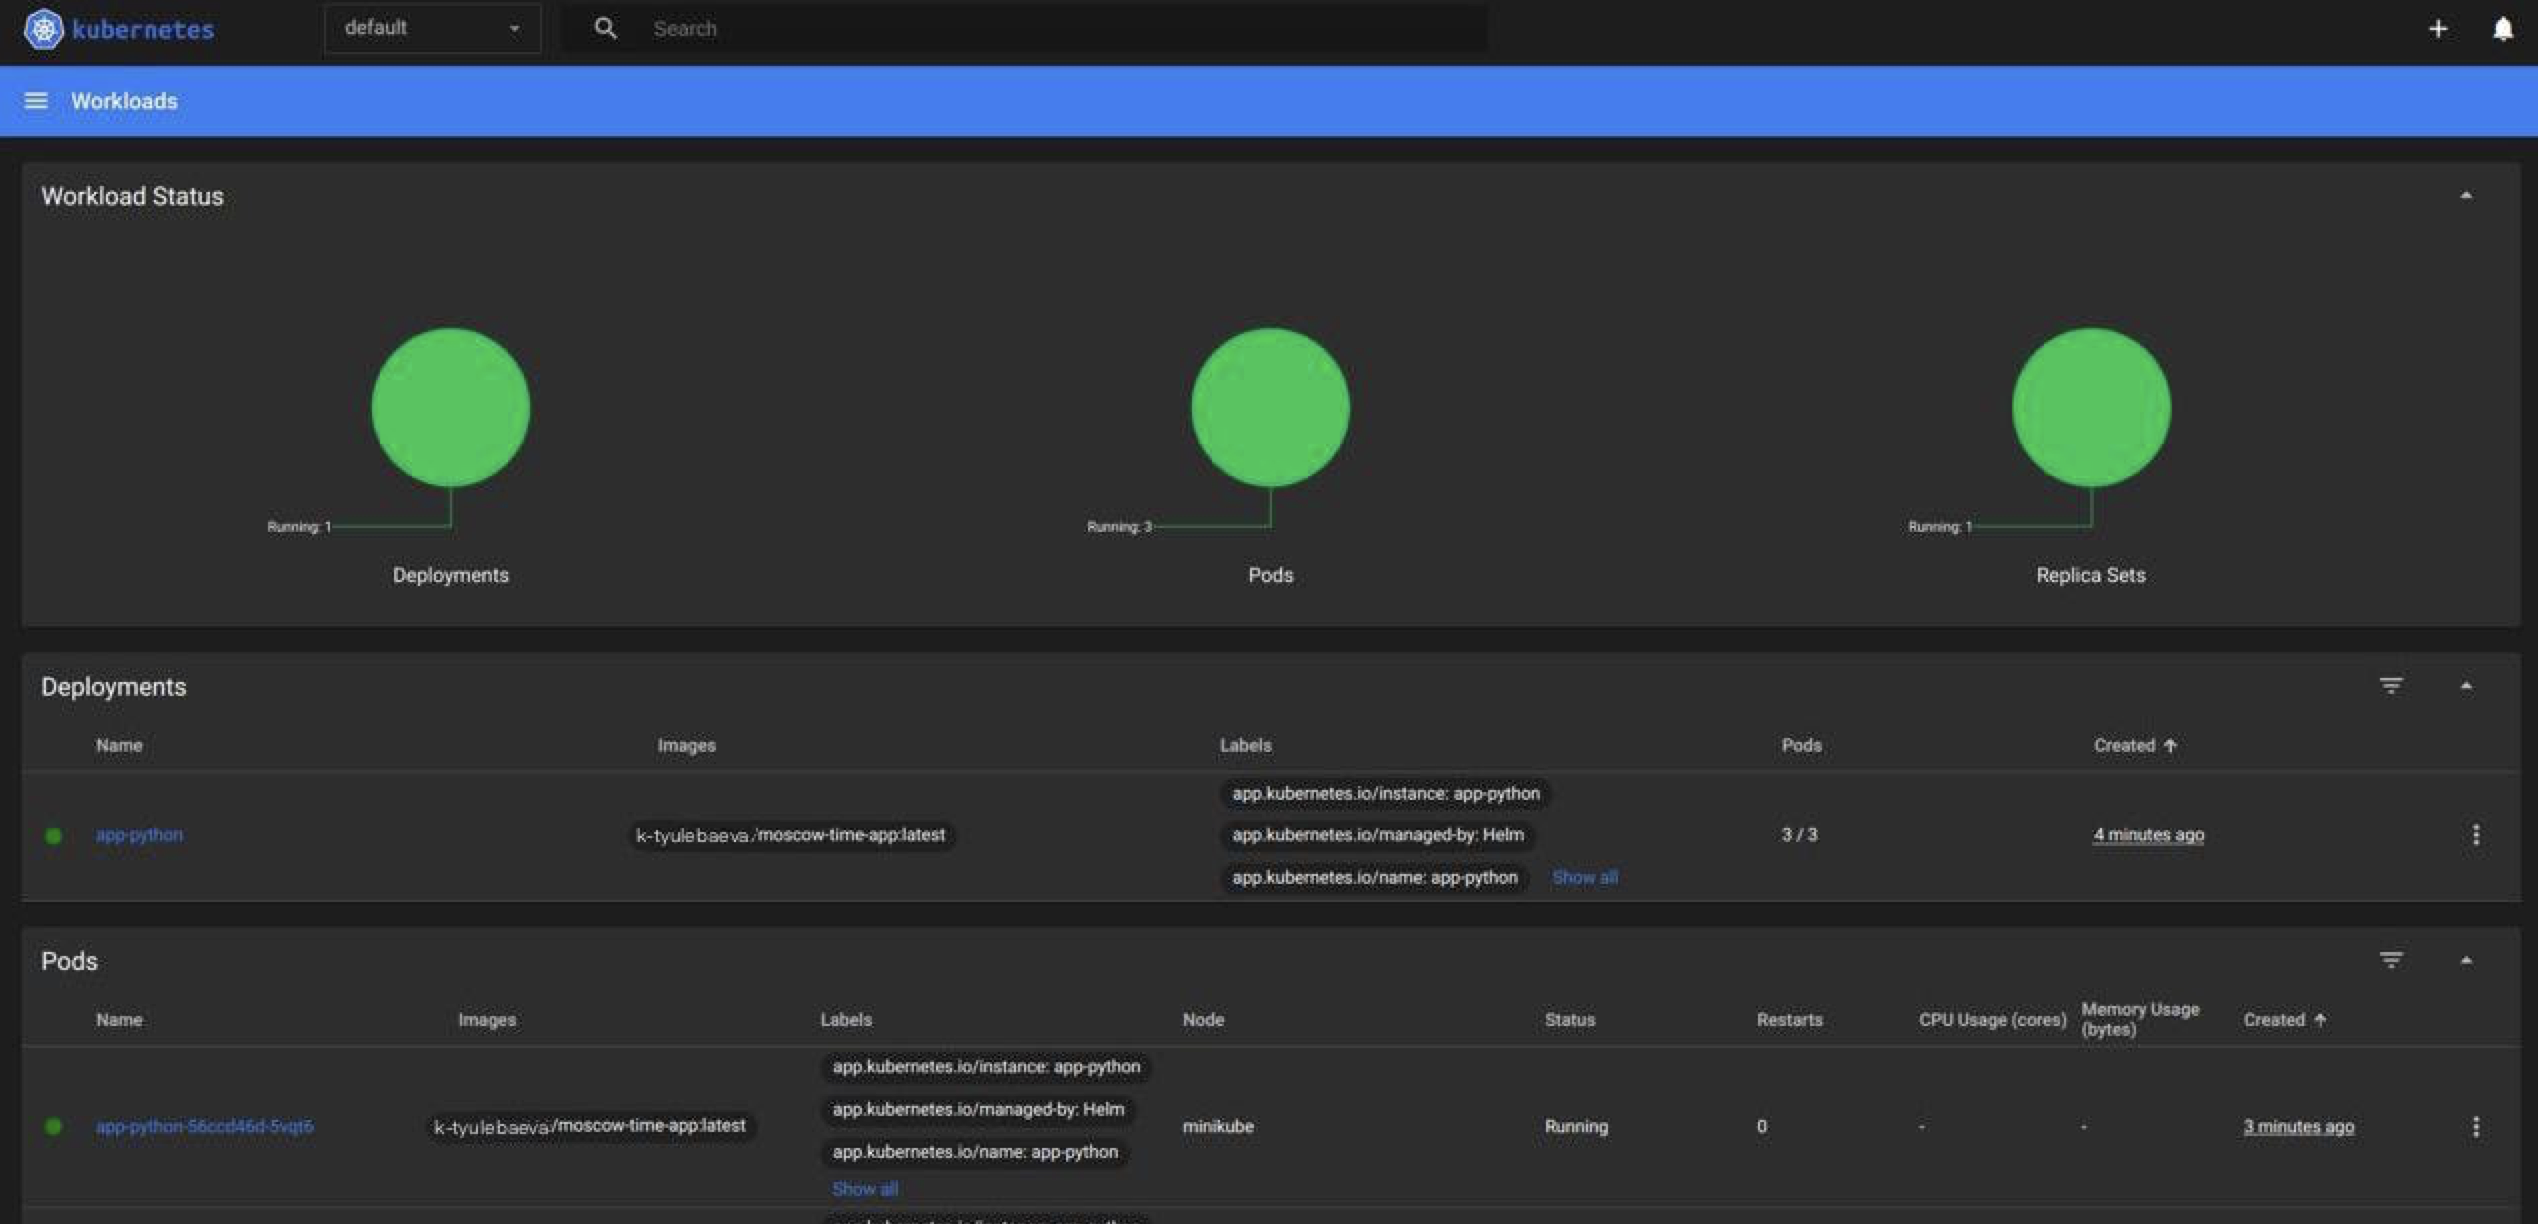 kubernetes default Search
Workloads
Workload Status
Running: 1 Running: 3 Running: 1
Deployments Pods Replica Sets
Deployments
Name Images Labels Pods Created
app.kubernetes.io/instance: app-python
app-python k-tyulebaeva/moscow-time-app:latest app.kubernetes.io/managed-by: Helm 3 / 3 4 minutes ago
app.kubernetes.io/name: app-python Show all
Pods
Name Images Labels Node Status Restarts CPU Usage (cores) Memory Usage (bytes) Created
app.kubernetes.io/instance: app-python
app.kubernetes.io/managed-by: Helm
app-python-56ccd46d-5vqt6 k-tyulebaeva/moscow-time-app:latest minikube Running 0 - - 3 minutes ago
app.kubernetes.io/name: app-python
Show all